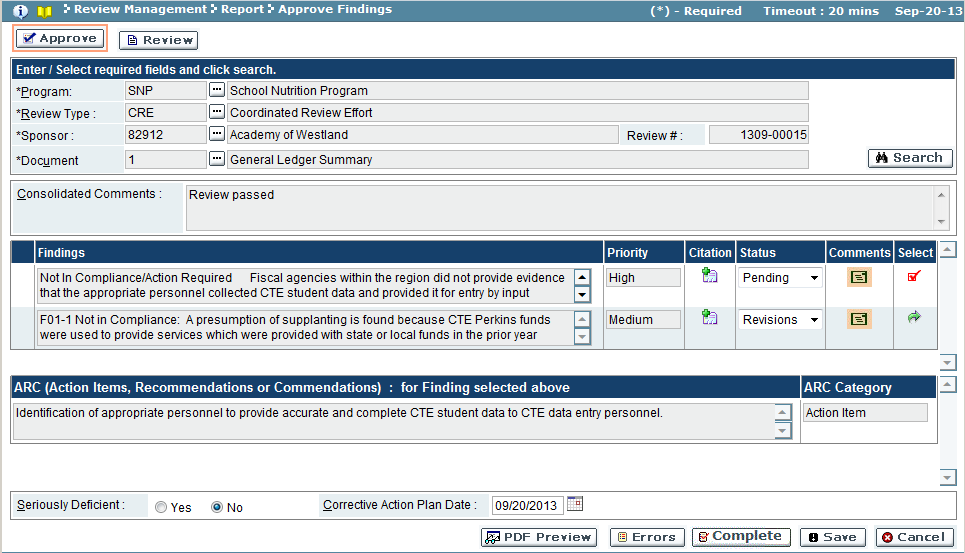 Review Management > Report > Approve Findings (*) - Required Timeout : 20 mins Sep-20-13
Approve Review
Enter / Select required fields and click search.
*Program: SNP ... School Nutrition Program
*Review Type : CRE ... Coordinated Review Effort
*Sponsor : 82912 ... Academy of Westland Review # : 1309-00015
*Document 1 ... General Ledger Summary
Search
Consolidated Comments : Review passed
Findings Priority Citation Status Comments Select
Not In Compliance/Action Required Fiscal agencies within the region did not provide evidence High Pending
that the appropriate personnel collected CTE student data and provided it for entry by input
F01-1 Not in Compliance: A presumption of supplanting is found because CTE Perkins funds Medium Revisions
were used to provide services which were provided with state or local funds in the prior year
ARC (Action Items, Recommendations or Commendations) : for Finding selected above ARC Category
Identification of appropriate personnel to provide accurate and complete CTE student data to CTE data entry personnel. Action Item
Seriously Deficient : Yes No Corrective Action Plan Date : 09/20/2013
PDF Preview Errors Complete Save Cancel